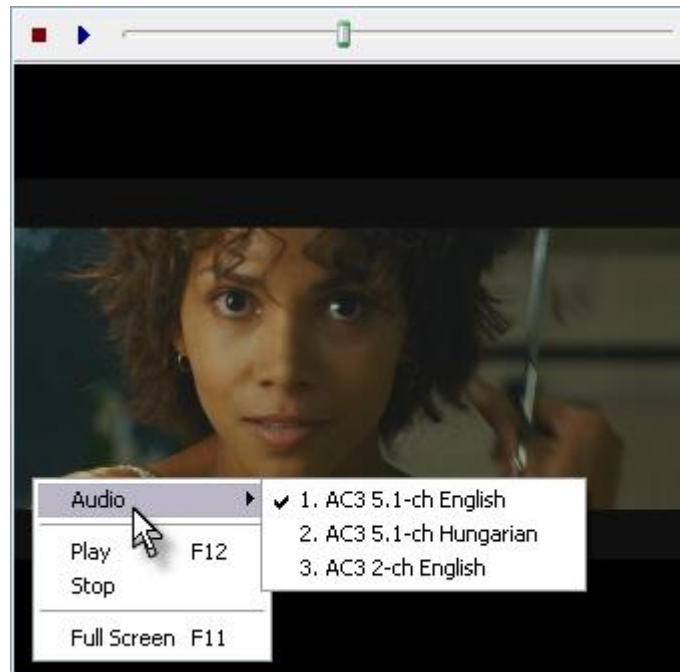 Audio
1. AC3 5.1-ch English
2. AC3 5.1-ch Hungarian
3. AC3 2-ch English
Play F12
Stop
Full Screen F11